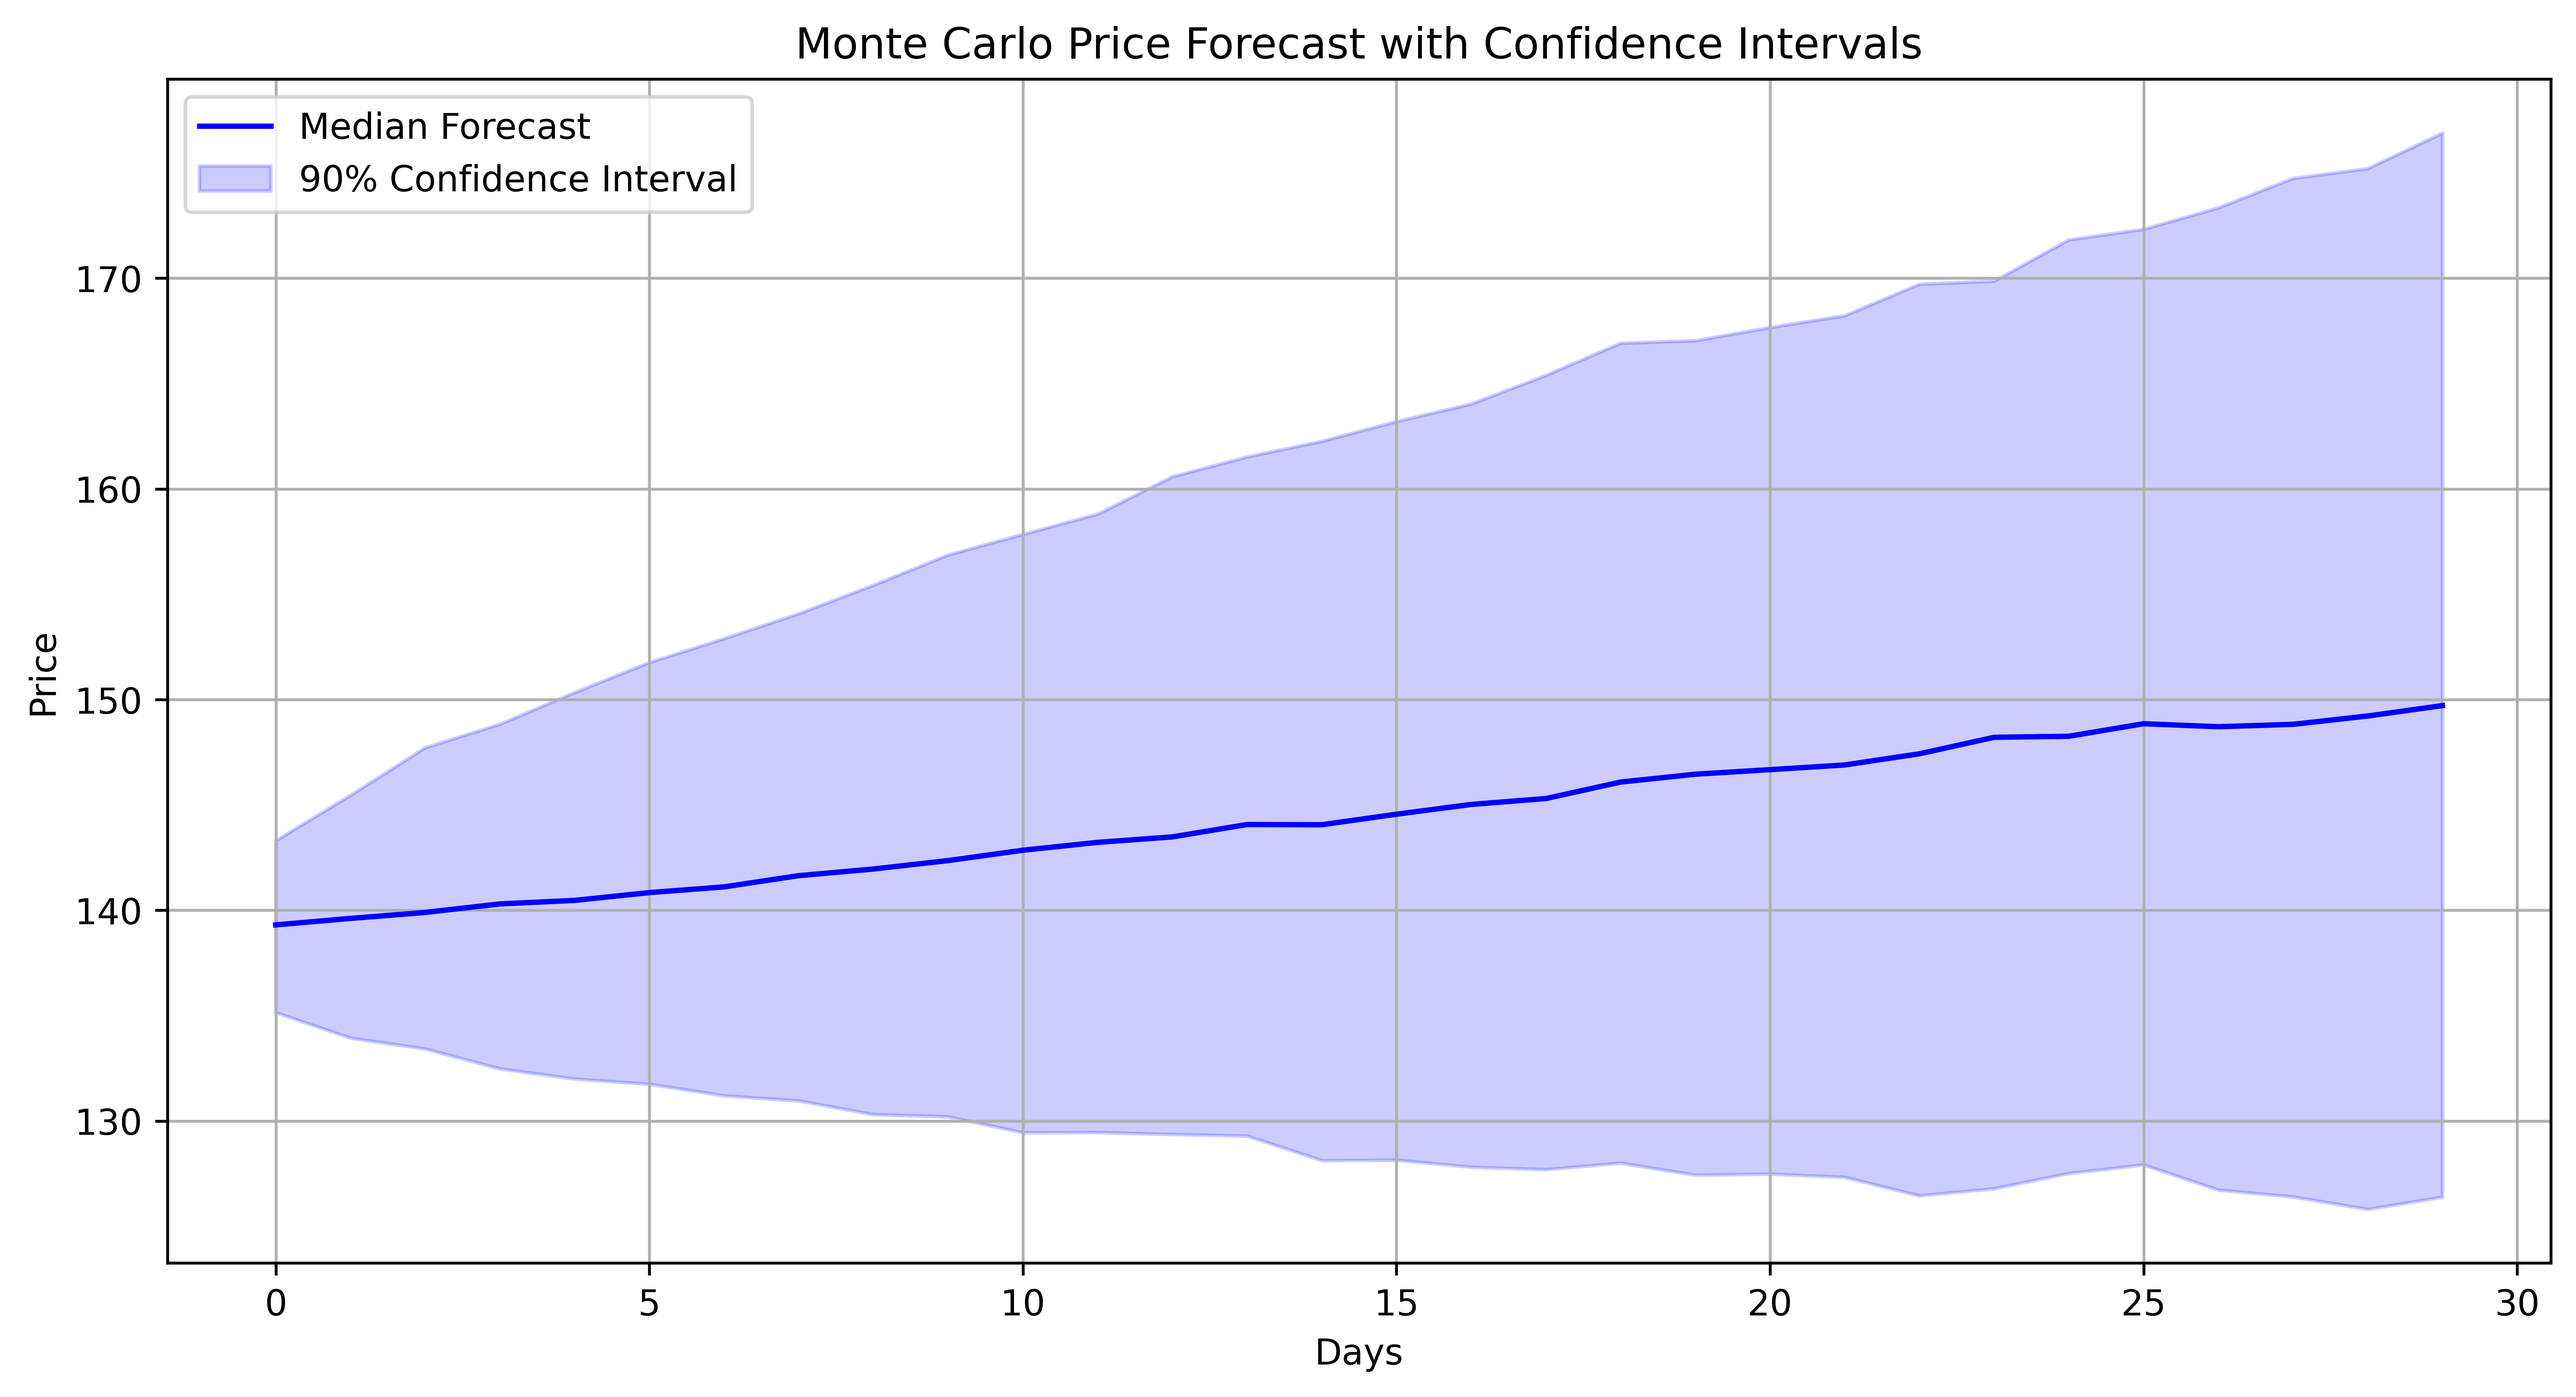 Monte Carlo Price Forecast with Confidence Intervals
Median Forecast
90% Confidence Interval
170
160
150
140
130
Price
0 5 10 15 20 25 30
Days